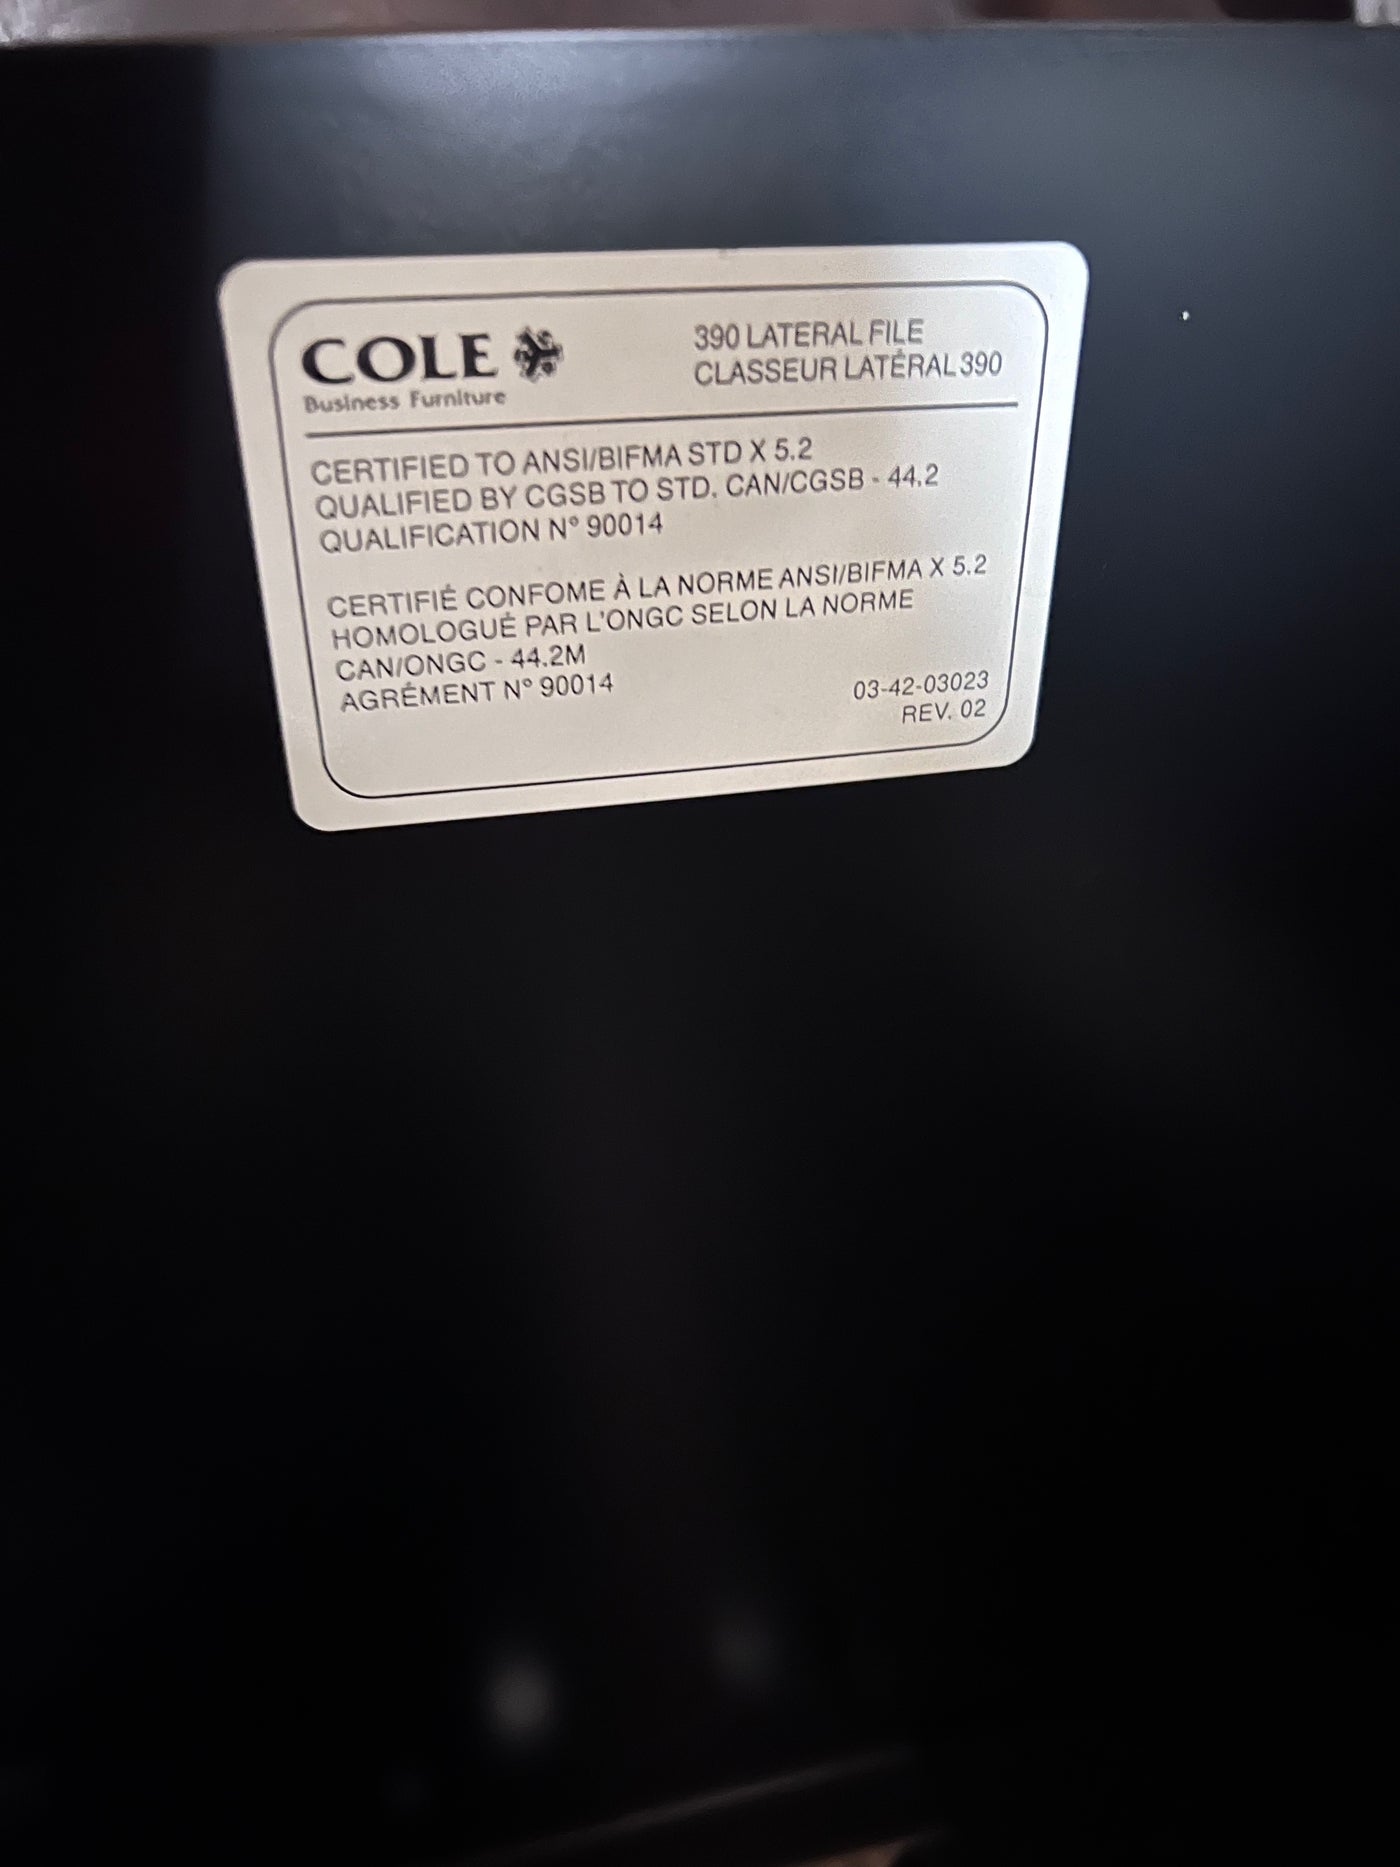 COLE
Business Furniture
390 LATERAL FILE
CLASSEUR LATÉRAL 390
CERTIFIED TO ANSI/BIFMA STD X 5.2
QUALIFIED BY CGSB TO STD. CAN/CGSB - 44.2
QUALIFICATION N° 90014
CERTIFIÉ CONFOME À LA NORME ANSI/BIFMA X 5.2
HOMOLOGUÉ PAR L'ONGC SELON LA NORME
CAN/ONGC - 44.2M
AGRÉMENT N° 90014
03-42-03023
REV. 02